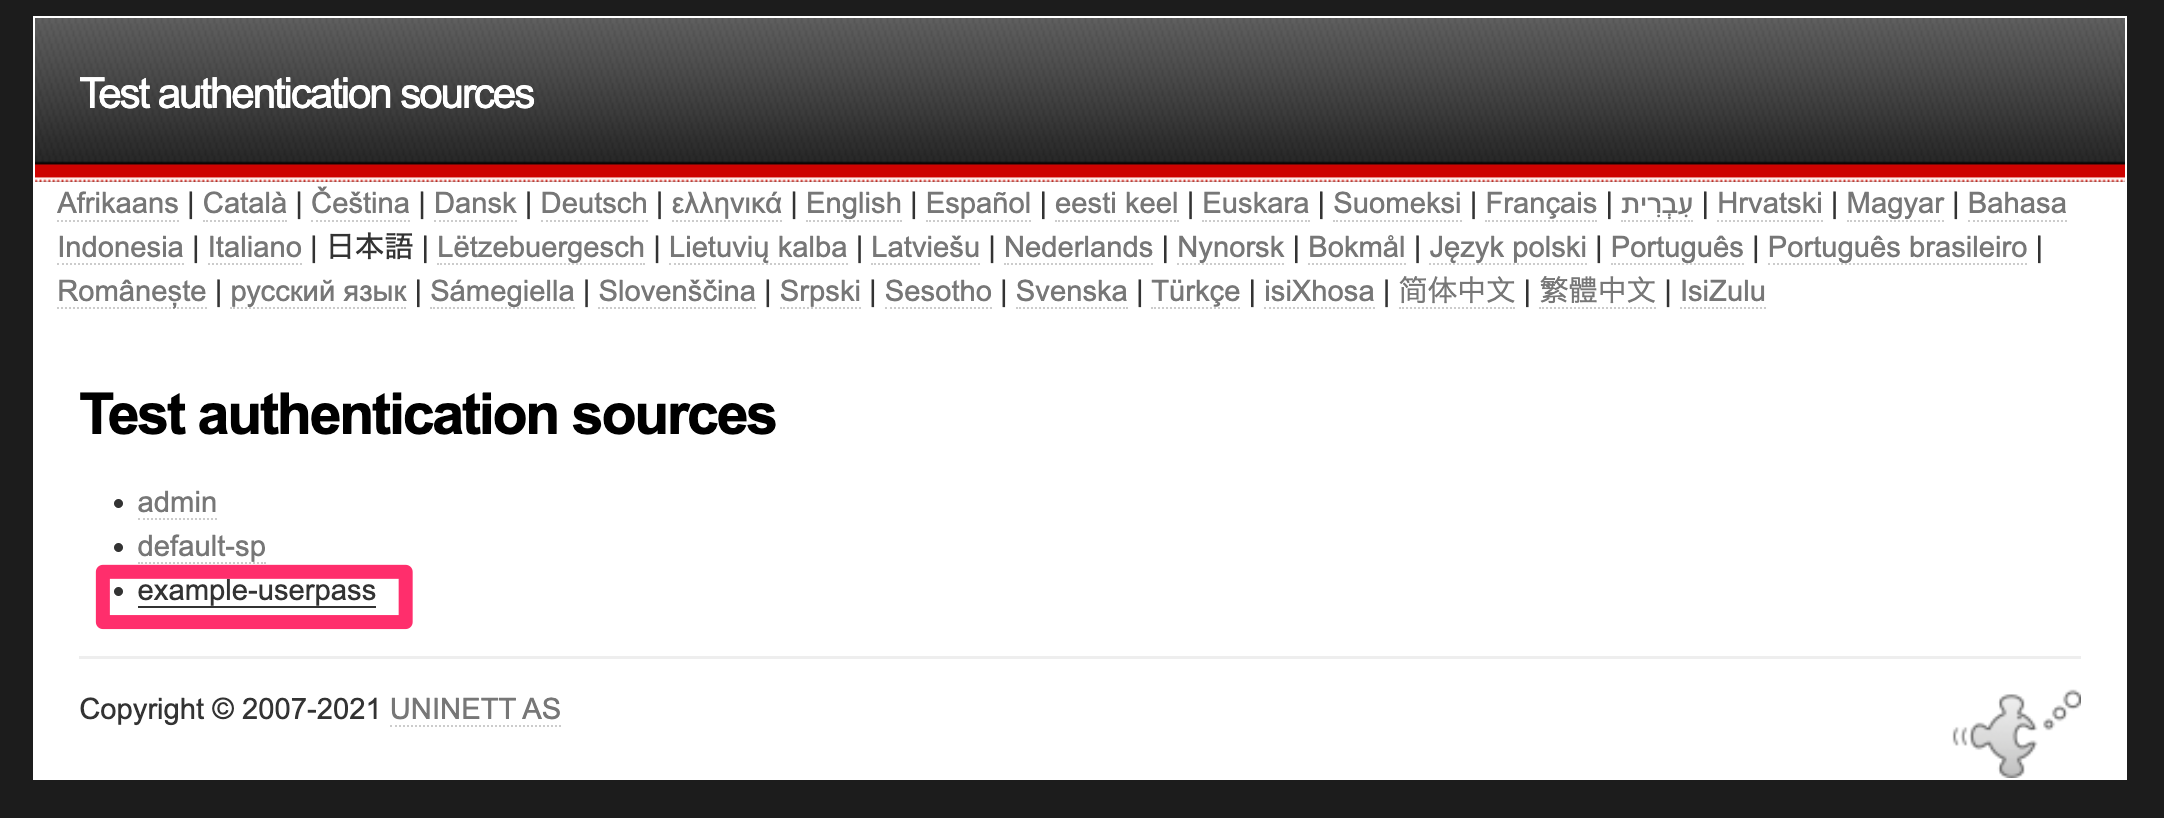 Test authentication sources
Afrikaans | Català | Čeština | Dansk | Deutsch | ελληνικά | English | Español | eesti keel | Euskara | Suomeksi | Français | עִבְרִית | Hrvatski | Magyar | Bahasa
Indonesia | Italiano | 日本語 | Lëtzebuergesch | Lietuvių kalba | Latviešu | Nederlands | Nynorsk | Bokmål | Język polski | Português | Português brasileiro |
Românește | русский язык | Sámegiella | Slovenščina | Srpski | Sesotho | Svenska | Türkçe | isiXhosa | 简体中文 | 繁體中文 | IsiZulu
Test authentication sources
• admin
• default-sp
• example-userpass
Copyright © 2007-2021 UNINETT AS